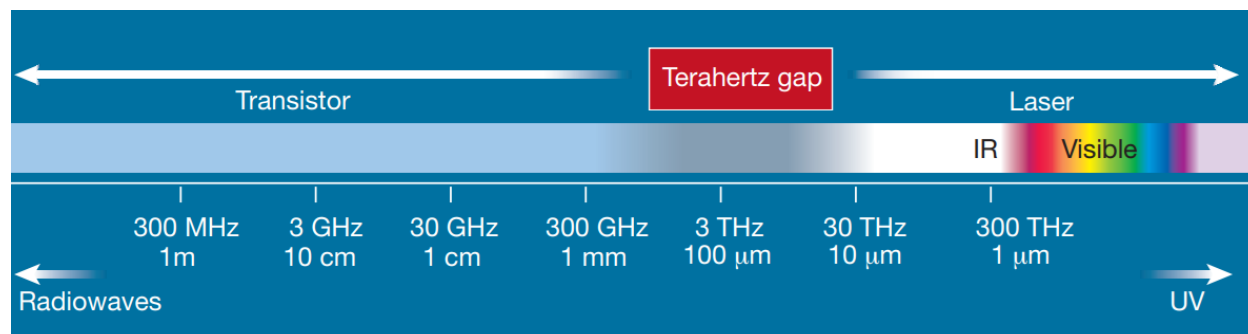 Terahertz gap
Transistor
Laser
IR
Visible
300 MHz
1m
3 GHz
10 cm
30 GHz
1 cm
300 GHz
1 mm
3 THz
100 μm
30 THz
10 μm
300 THz
1 μm
Radiowaves
UV